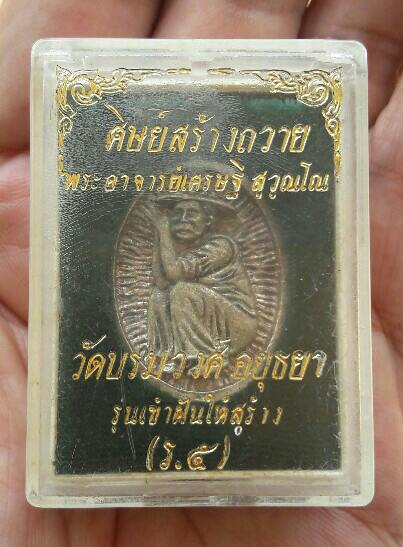 ศิษย์สร้างถวาย
พระอาจารย์เศรษฐี สุวณฺโณ
วัดบรมวงศ์ อยุธยา
รุ่นเข้าฝันให้สร้าง
(ร.๕)